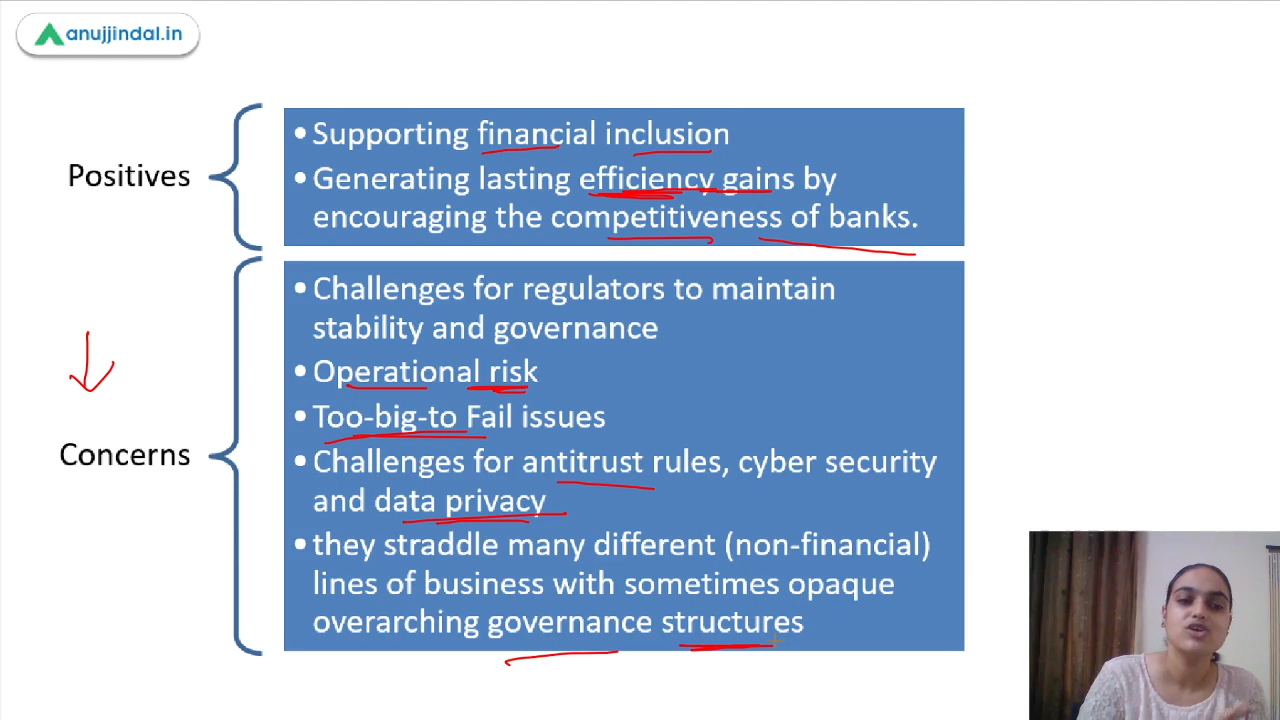 anujjindal.in
Positives
• Supporting financial inclusion
• Generating lasting efficiency gains by
encouraging the competitiveness of banks.
Concerns
• Challenges for regulators to maintain
stability and governance
• Operational risk
• Too-big-to Fail issues
• Challenges for antitrust rules, cyber security
and data privacy
• they straddle many different (non-financial)
lines of business with sometimes opaque
overarching governance structures